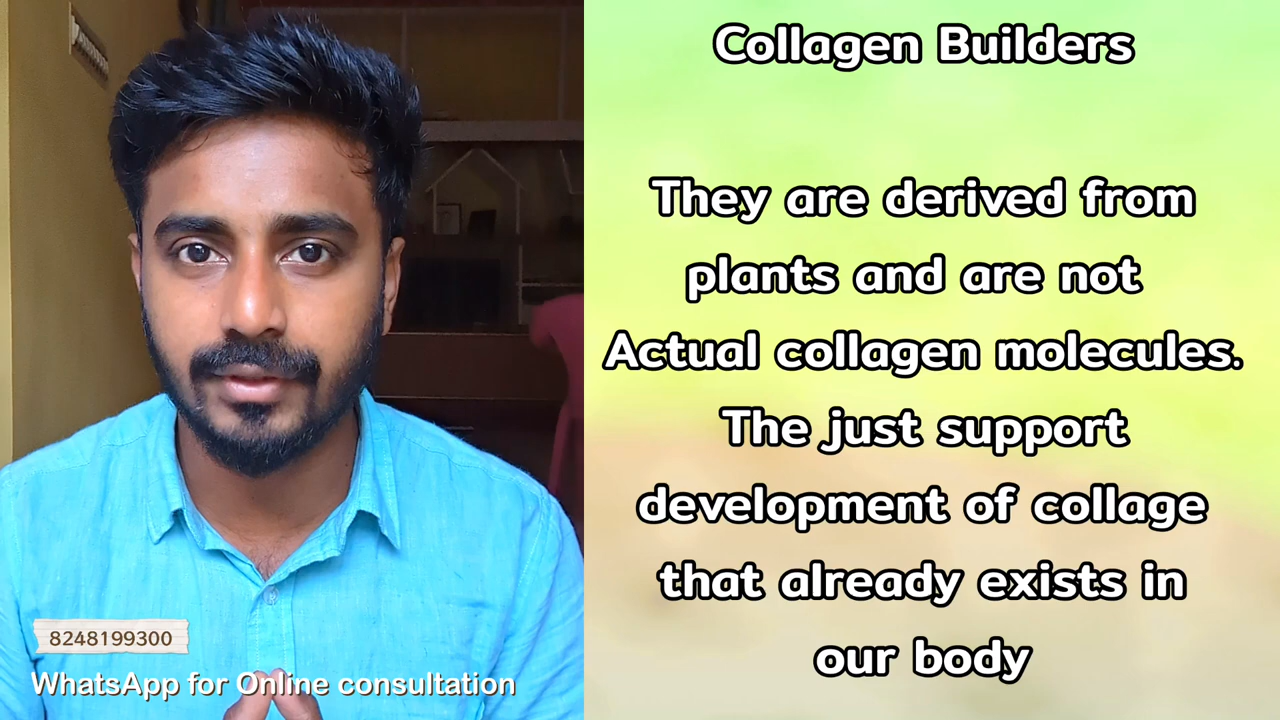 Collagen Builders
They are derived from
plants and are not
Actual collagen molecules.
The just support
development of collage
that already exists in
our body
8248199300
WhatsApp for Online consultation